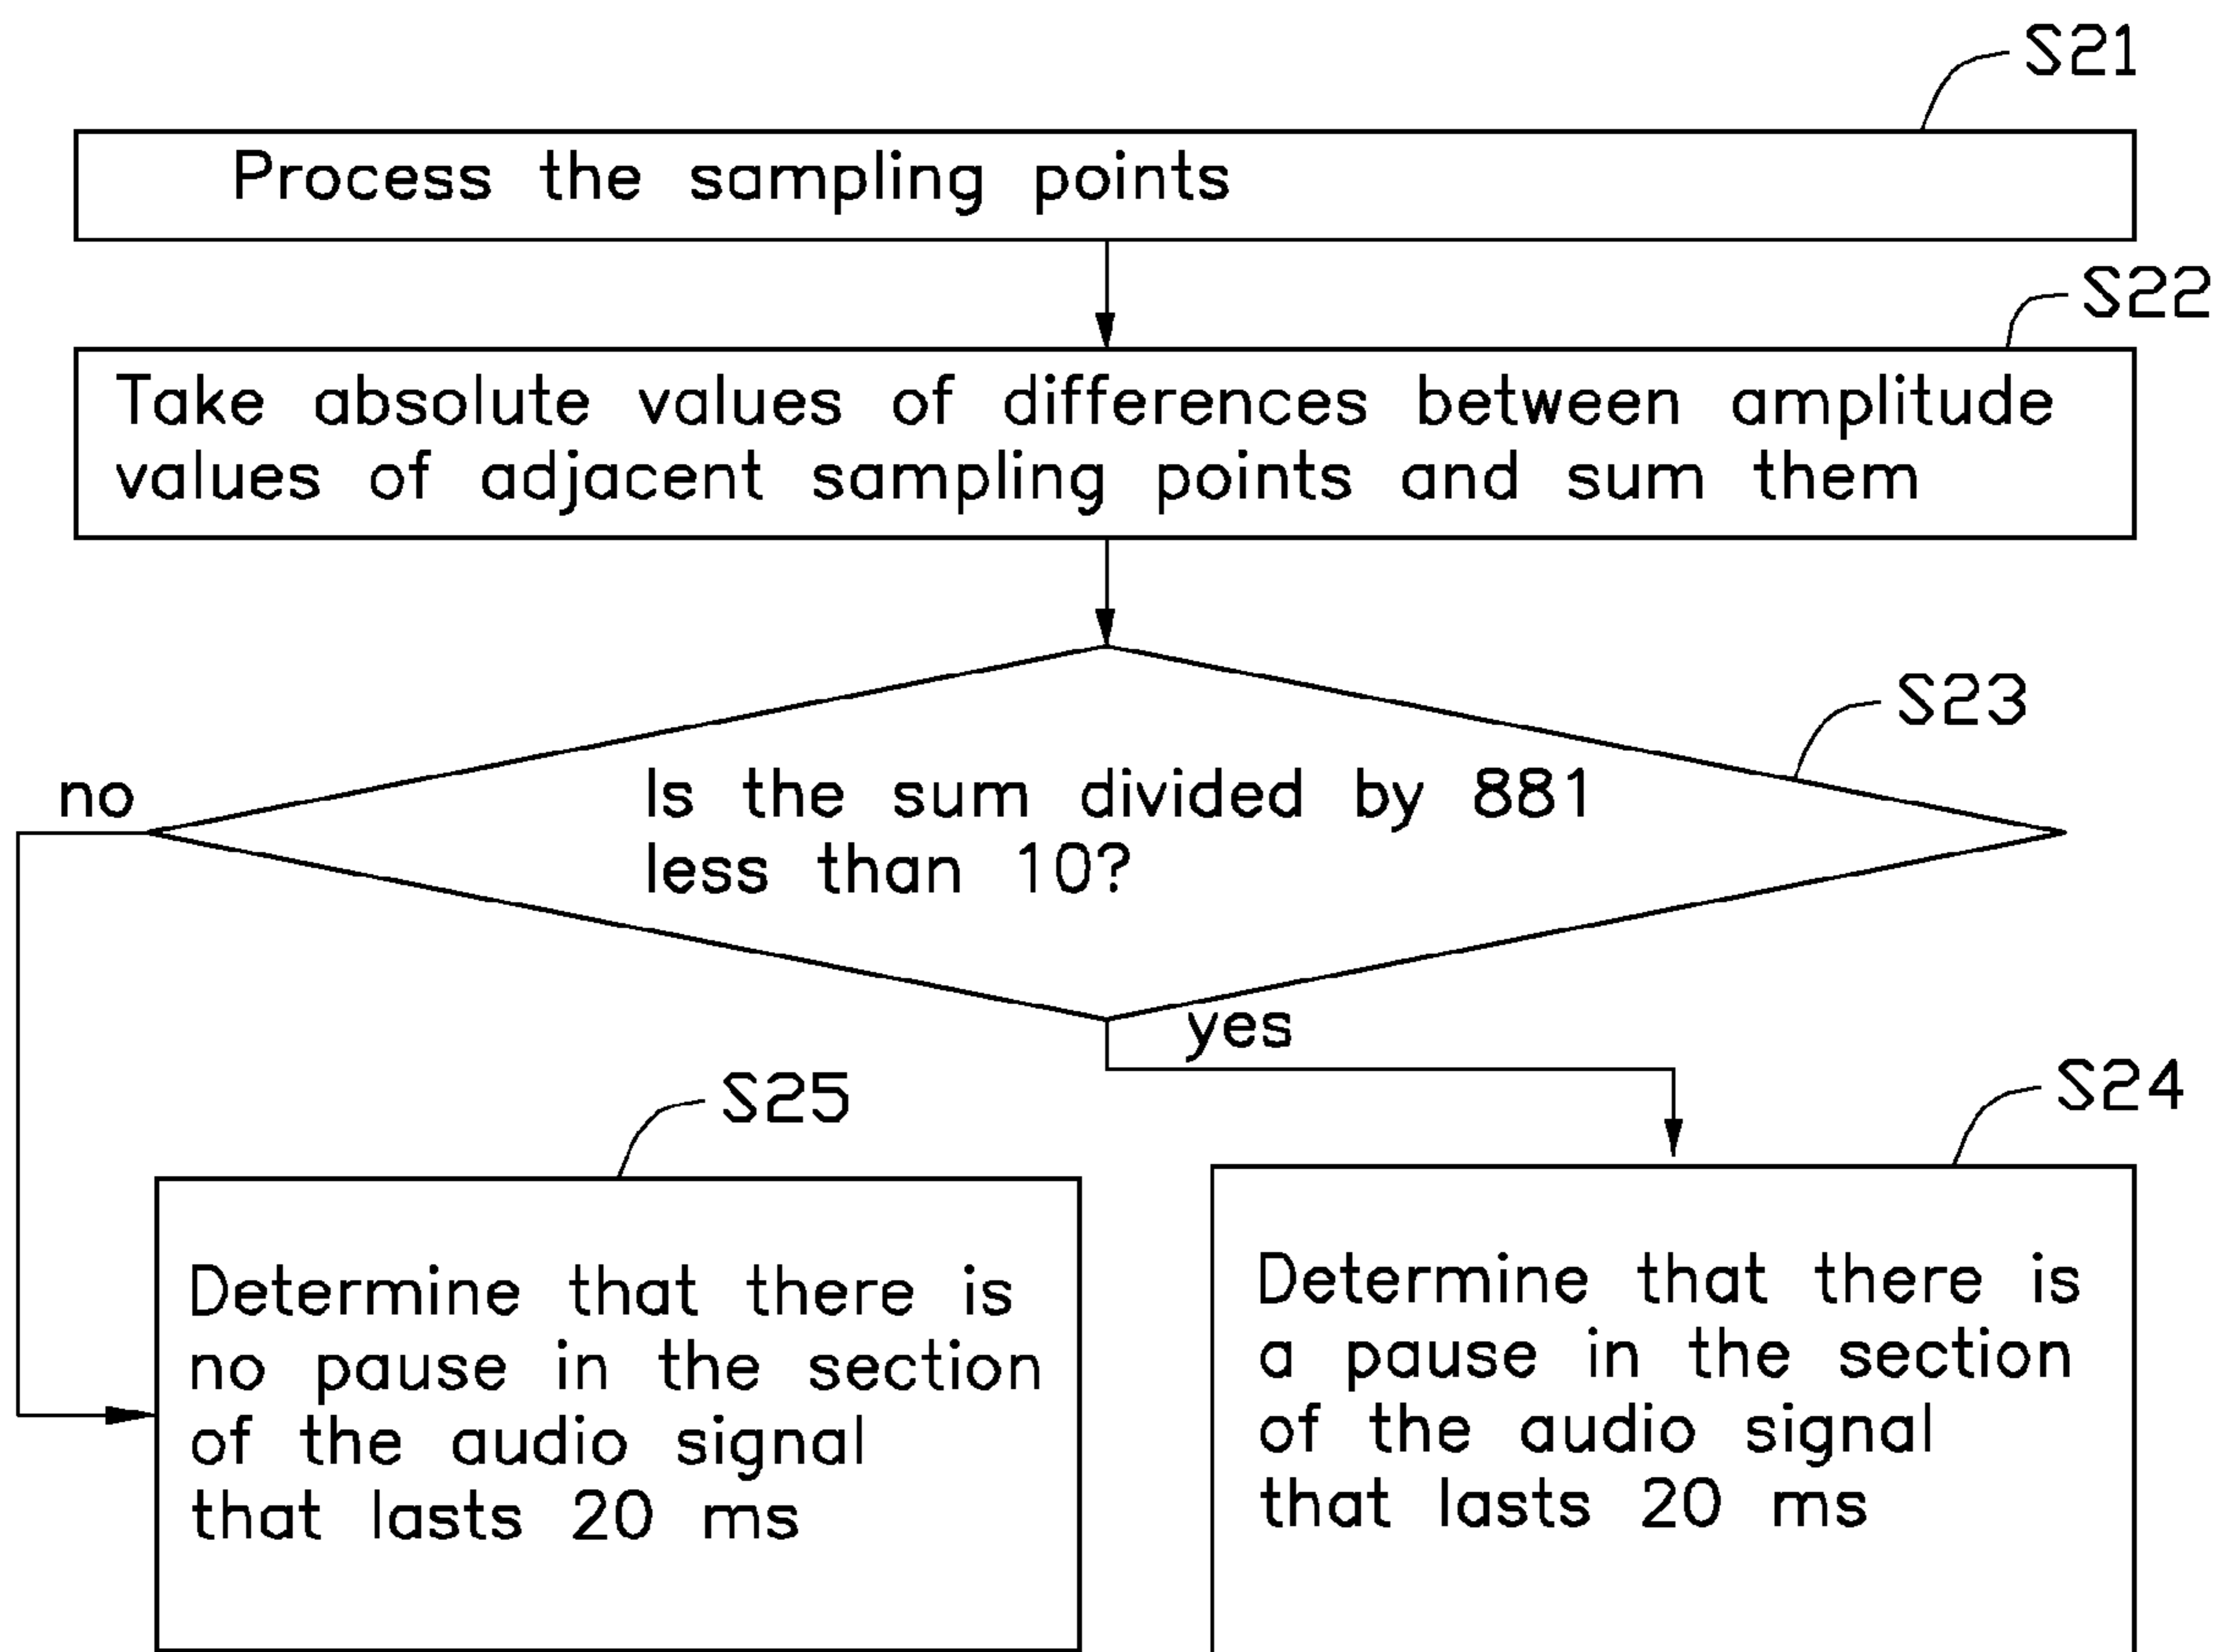 S21
Process the sampling points
S22
Take absolute values of differences between amplitude
values of adjacent sampling points and sum them
S23
Is the sum divided by 881
less than 10?
no
yes
S25
Determine that there is
no pause in the section
of the audio signal
that lasts 20 ms
S24
Determine that there is
a pause in the section
of the audio signal
that lasts 20 ms